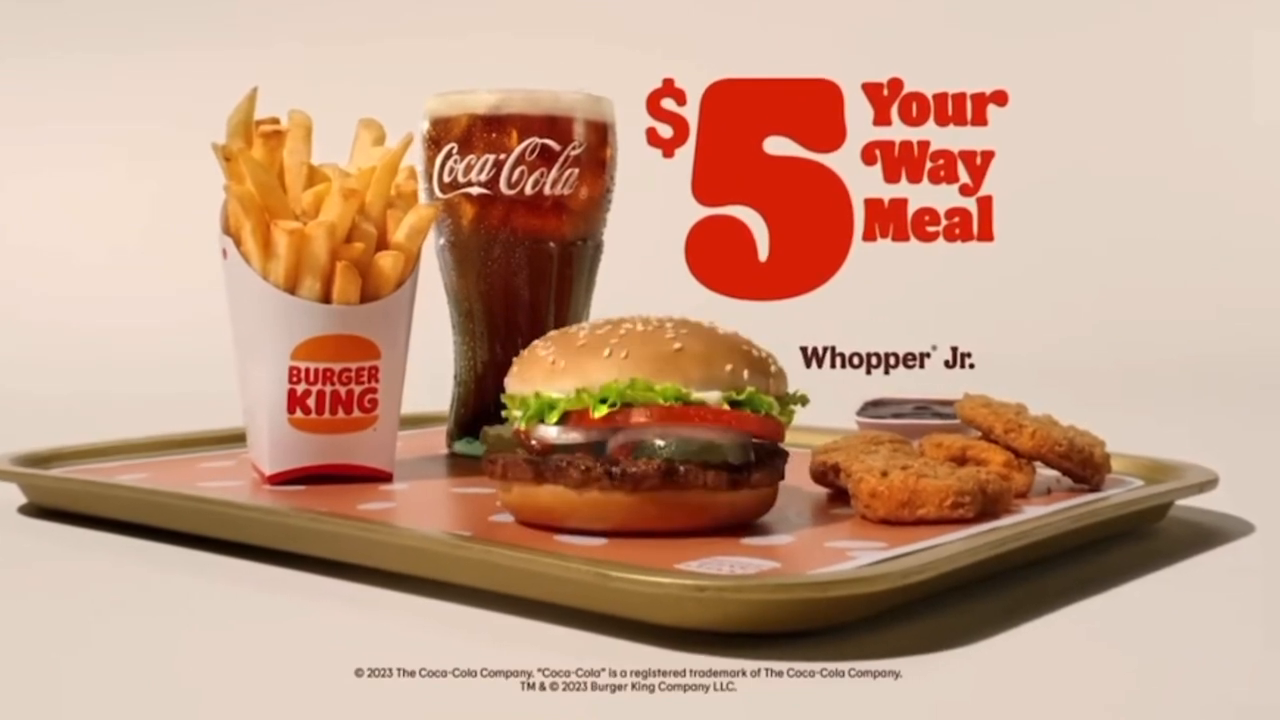 $5 Your
Way
Meal
Coca-Cola
Whopper® Jr.
BURGER
KING
© 2023 The Coca-Cola Company. "Coca-Cola" is a registered trademark of The Coca-Cola Company.
TM & © 2023 Burger King Company LLC.